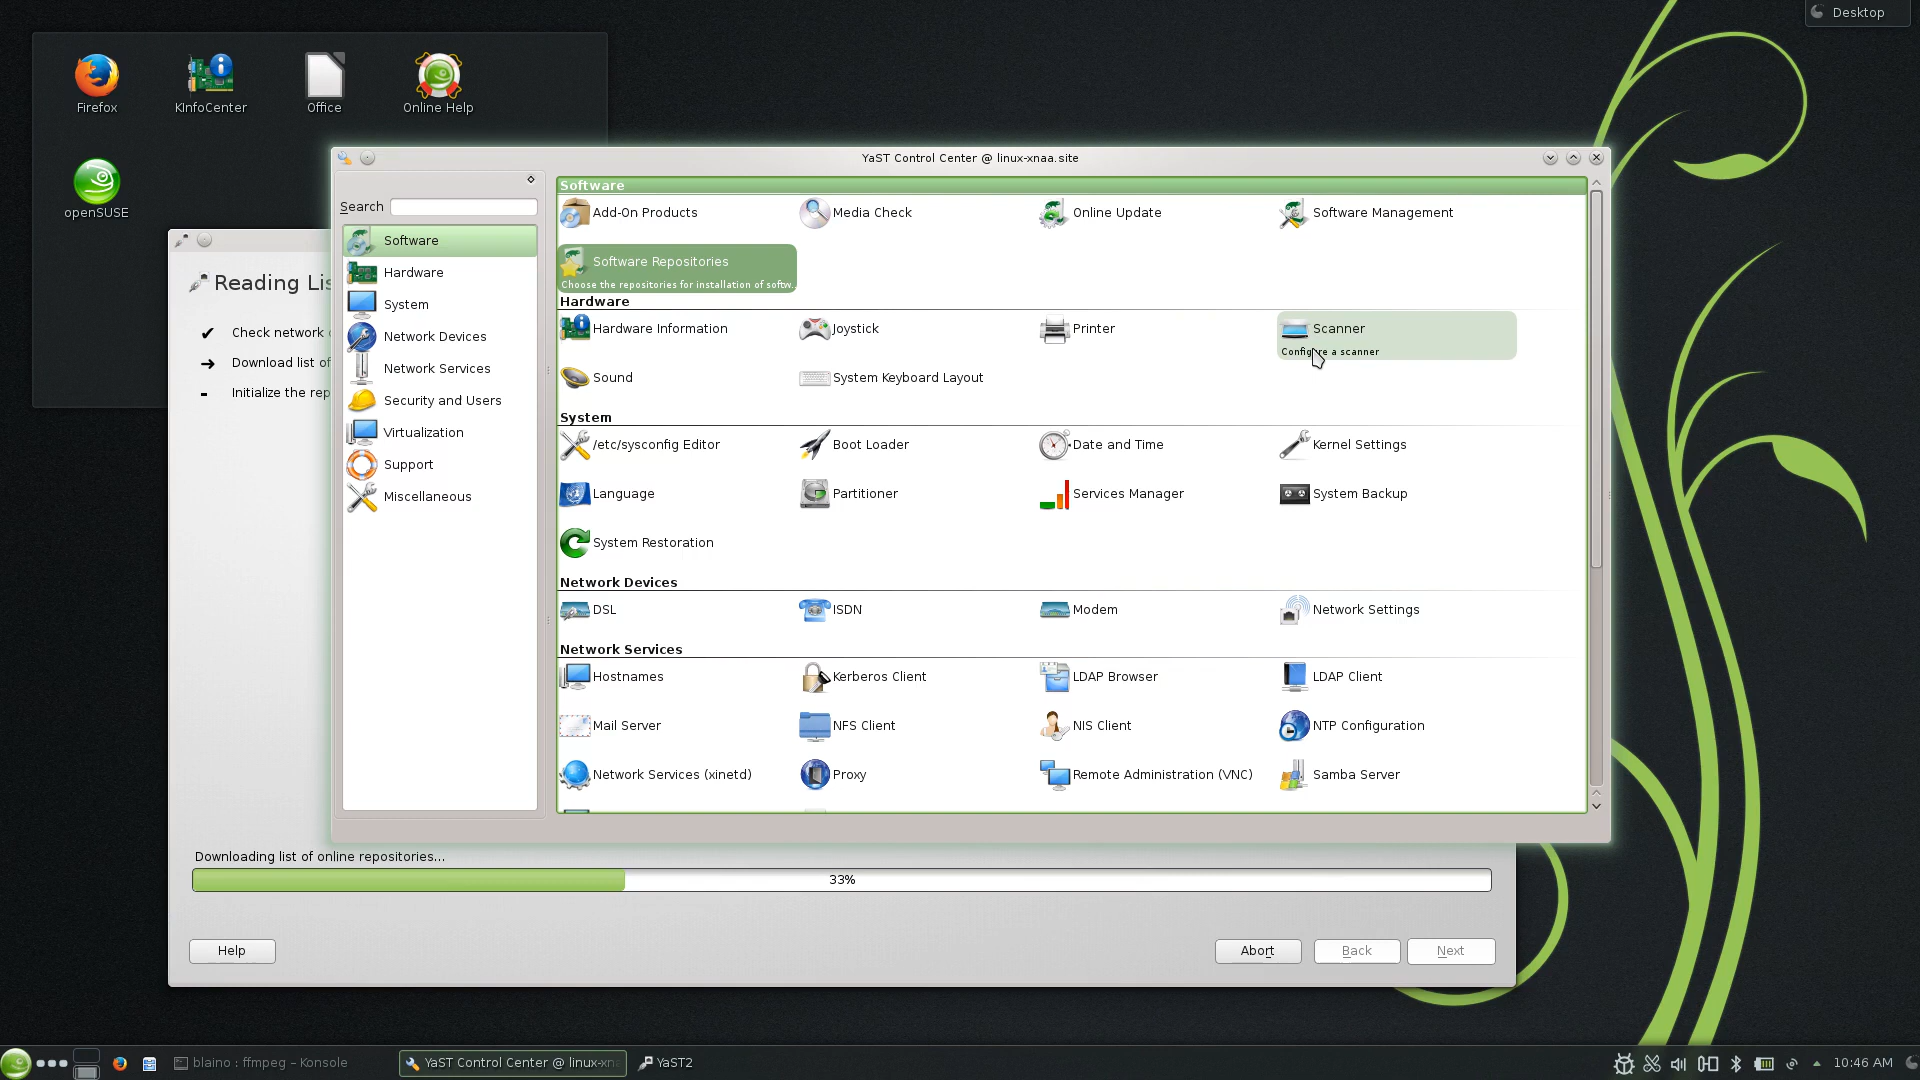 Desktop
Firefox
KInfoCenter
Office
Online Help
openSUSE
YaST Control Center @ linux-xnaa.site
Search
Software
Hardware
System
Network Devices
Network Services
Security and Users
Virtualization
Support
Miscellaneous
Software
Add-On Products
Media Check
Online Update
Software Management
Software Repositories
Choose the repositories for installation of softw..
Hardware
Hardware Information
Joystick
Printer
Scanner
Configure a scanner
Sound
System Keyboard Layout
System
/etc/sysconfig Editor
Boot Loader
Date and Time
Kernel Settings
Language
Partitioner
Services Manager
System Backup
System Restoration
Network Devices
DSL
ISDN
Modem
Network Settings
Network Services
Hostnames
Kerberos Client
LDAP Browser
LDAP Client
Mail Server
NFS Client
NIS Client
NTP Configuration
Network Services (xinetd)
Proxy
Remote Administration (VNC)
Samba Server
Reading Lis
Check network
Download list of
Initialize the rep
Downloading list of online repositories...
33%
Help
Abort
Back
Next
blaino : ffmpeg – Konsole
YaST Control Center @ linux-xn
YaST2
10:46 AM